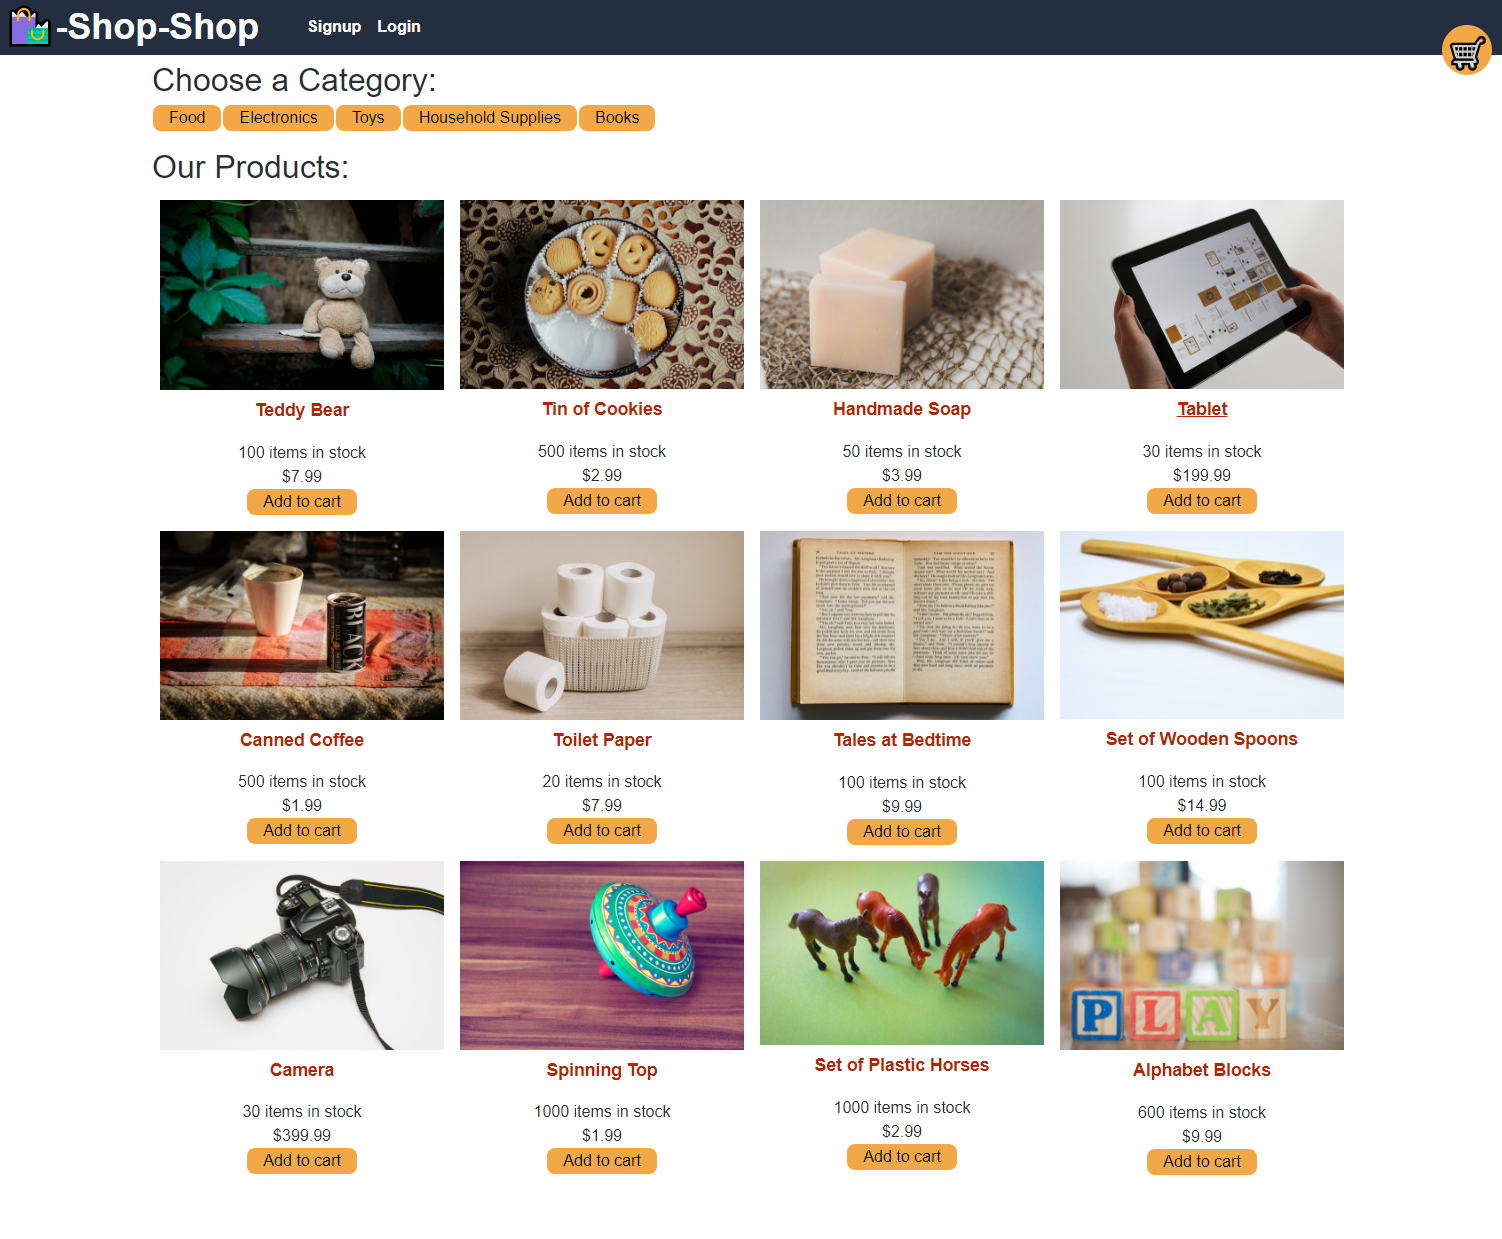 -Shop-Shop
Signup Login
Choose a Category:
Food Electronics Toys Household Supplies Books
Our Products:
Teddy Bear
100 items in stock
$7.99
Add to cart
Tin of Cookies
500 items in stock
$2.99
Add to cart
Handmade Soap
50 items in stock
$3.99
Add to cart
Tablet
30 items in stock
$199.99
Add to cart
BLACK
Canned Coffee
500 items in stock
$1.99
Add to cart
Toilet Paper
20 items in stock
$7.99
Add to cart
Tales at Bedtime
100 items in stock
$9.99
Add to cart
Set of Wooden Spoons
100 items in stock
$14.99
Add to cart
Camera
30 items in stock
$399.99
Add to cart
Spinning Top
1000 items in stock
$1.99
Add to cart
Set of Plastic Horses
1000 items in stock
$2.99
Add to cart
PLAY
Alphabet Blocks
600 items in stock
$9.99
Add to cart